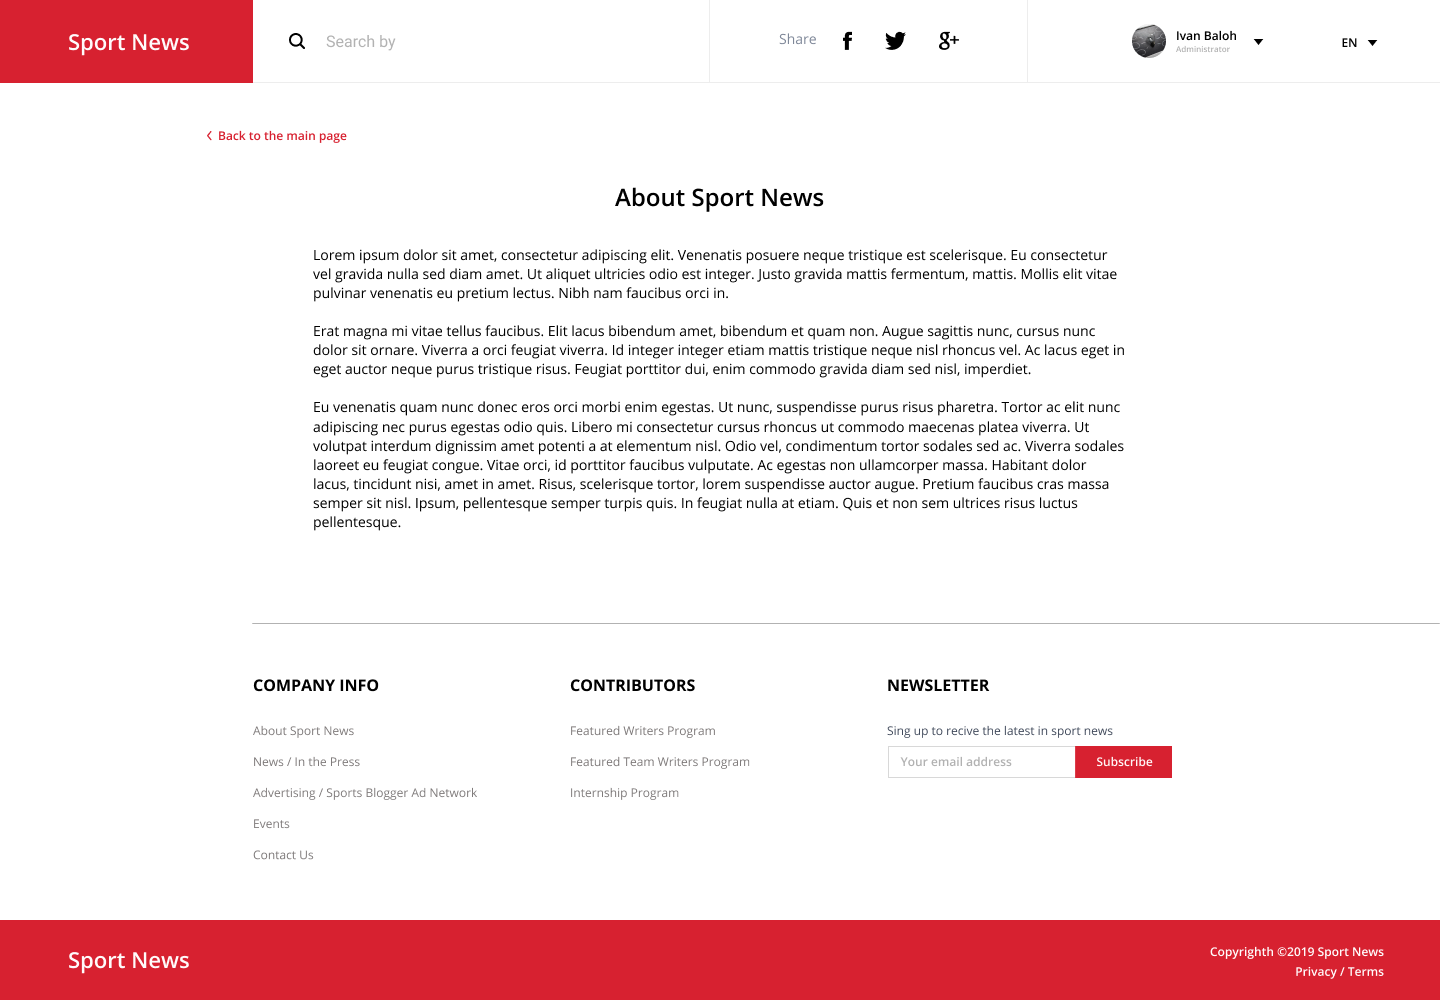 Sport News
Search by
Share
Ivan Baloh
Administrator
EN
Back to the main page
About Sport News
Lorem ipsum dolor sit amet, consectetur adipiscing elit. Venenatis posuere neque tristique est scelerisque. Eu consectetur
vel gravida nulla sed diam amet. Ut aliquet ultricies odio est integer. Justo gravida mattis fermentum, mattis. Mollis elit vitae
pulvinar venenatis eu pretium lectus. Nibh nam faucibus orci in.
Erat magna mi vitae tellus faucibus. Elit lacus bibendum amet, bibendum et quam non. Augue sagittis nunc, cursus nunc
dolor sit ornare. Viverra a orci feugiat viverra. Id integer integer etiam mattis tristique neque nisl rhoncus vel. Ac lacus eget in
eget auctor neque purus tristique risus. Feugiat porttitor dui, enim commodo gravida diam sed nisl, imperdiet.
Eu venenatis quam nunc donec eros orci morbi enim egestas. Ut nunc, suspendisse purus risus pharetra. Tortor ac elit nunc
adipiscing nec purus egestas odio quis. Libero mi consectetur cursus rhoncus ut commodo maecenas platea viverra. Ut
volutpat interdum dignissim amet potenti a at elementum nisl. Odio vel, condimentum tortor sodales sed ac. Viverra sodales
laoreet eu feugiat congue. Vitae orci, id porttitor faucibus vulputate. Ac egestas non ullamcorper massa. Habitant dolor
lacus, tincidunt nisi, amet in amet. Risus, scelerisque tortor, lorem suspendisse auctor augue. Pretium faucibus cras massa
semper sit nisl. Ipsum, pellentesque semper turpis quis. In feugiat nulla at etiam. Quis et non sem ultrices risus luctus
pellentesque.
COMPANY INFO
About Sport News
News / In the Press
Advertising / Sports Blogger Ad Network
Events
Contact Us
CONTRIBUTORS
Featured Writers Program
Featured Team Writers Program
Internship Program
NEWSLETTER
Sing up to recive the latest in sport news
Your email address
Subscribe
Sport News
Copyrighth ©2019 Sport News
Privacy / Terms